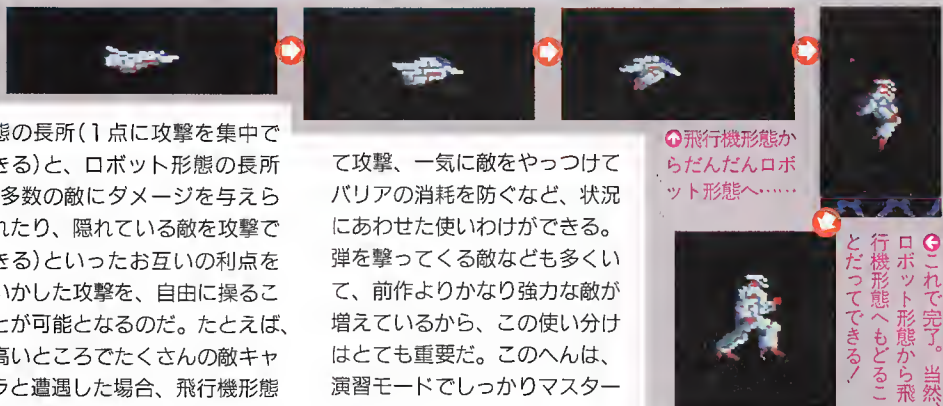 態の長所(1点に攻撃を集中で
きる)と、ロボット形態の長所
多数の敵にダメージを与えら
れたり、隠れている敵を攻撃で
きる)といったお互いの利点を
いかした攻撃を、自由に操るこ
とが可能となるのだ。たとえば、
高いところでたくさんの敵キャ
ラと遭遇した場合、飛行機形態
て攻撃、一気に敵をやっつけて
バリアの消耗を防ぐなど、状況
にあわせた使いわけができる。
弾を撃ってくる敵なども多くい
て、前作よりかなり強力な敵が
増えているから、この使い分け
はとても重要だ。このへんは、
演習モードでしっかりマスター
飛行機形態か
らだんだんロボ
ット形態へ……
これで完了。当然、
ロボット形態から飛
行機形態へもどるこ
とだってできる!